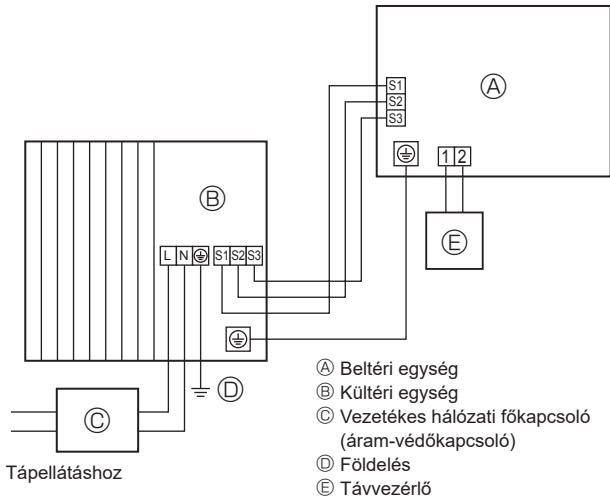 S1
S2
S3
Ⓐ
1 2
Ⓑ
Ⓔ
L N S1 S2 S3
Ⓓ
Ⓒ
Tápellátáshoz
Ⓐ Beltéri egység
Ⓑ Kültéri egység
Ⓒ Vezetékes hálózati főkapcsoló
(áram-védőkapcsoló)
Ⓓ Földelés
Ⓔ Távvezérlő